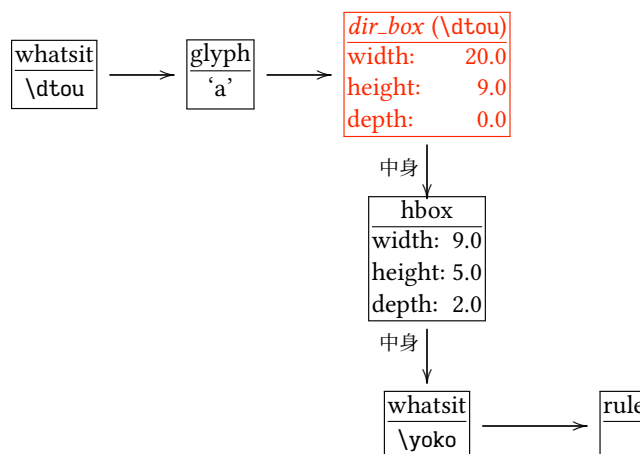 whatsit
\dtou
glyph
‘a’
dir_box (\dtou)
width: 20.0
height: 9.0
depth: 0.0
中身
hbox
width: 9.0
height: 5.0
depth: 2.0
中身
whatsit
\yoko
rule